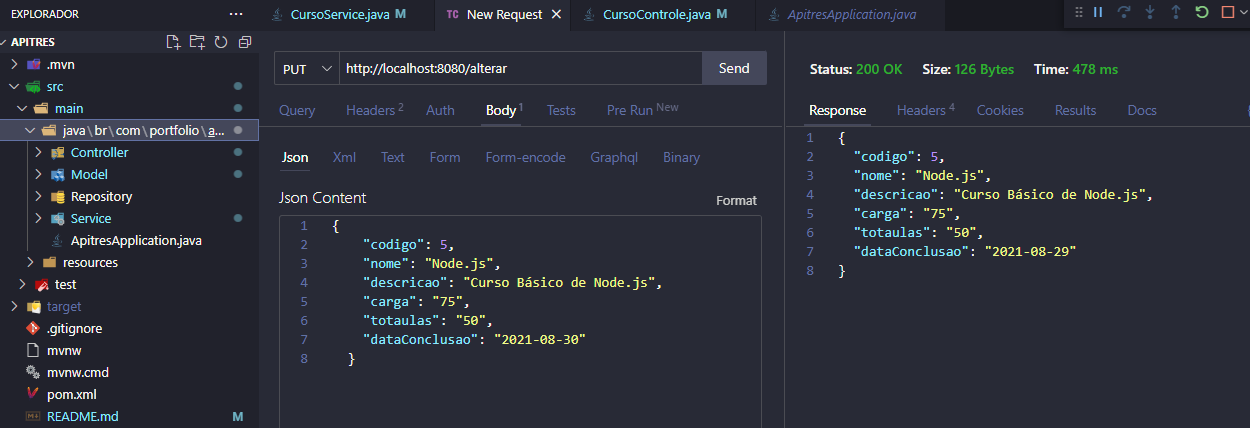 EXPLORADOR ...
APITRES
.mvn
src
main
java\br\com\portfolio\a...
Controller
Model
Repository
Service
ApitresApplication.java
resources
test
target
.gitignore
mvnw
mvnw.cmd
pom.xml
README.md M
CursoService.java M
TC New Request
CursoControle.java M
ApitresApplication.java
PUT http://localhost:8080/alterar Send
Query Headers 2 Auth Body 1 Tests Pre Run New
Json Xml Text Form Form-encode Graphql Binary
Json Content Format
1 {
2 "codigo": 5,
3 "nome": "Node.js",
4 "descricao": "Curso Básico de Node.js",
5 "carga": "75",
6 "totaulas": "50",
7 "dataConclusao": "2021-08-30"
8 }
Status: 200 OK Size: 126 Bytes Time: 478 ms
Response Headers 4 Cookies Results Docs
1 {
2 "codigo": 5,
3 "nome": "Node.js",
4 "descricao": "Curso Básico de Node.js",
5 "carga": "75",
6 "totaulas": "50",
7 "dataConclusao": "2021-08-29"
8 }